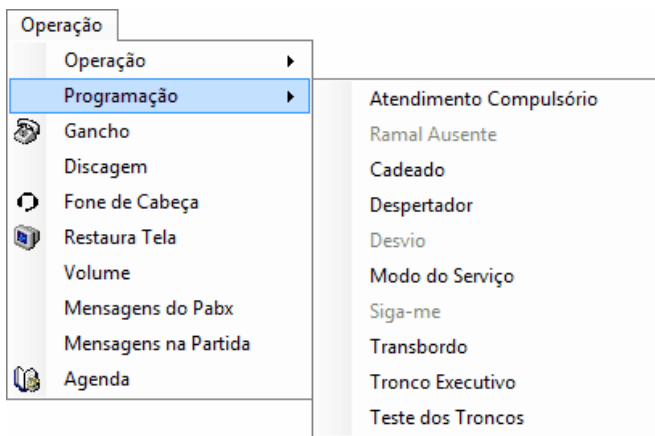 Operação
Operação
Programação
Gancho
Discagem
Fone de Cabeça
Restaura Tela
Volume
Mensagens do Pabx
Mensagens na Partida
Agenda
Atendimento Compulsório
Ramal Ausente
Cadeado
Despertador
Desvio
Modo do Serviço
Siga-me
Transbordo
Tronco Executivo
Teste dos Troncos